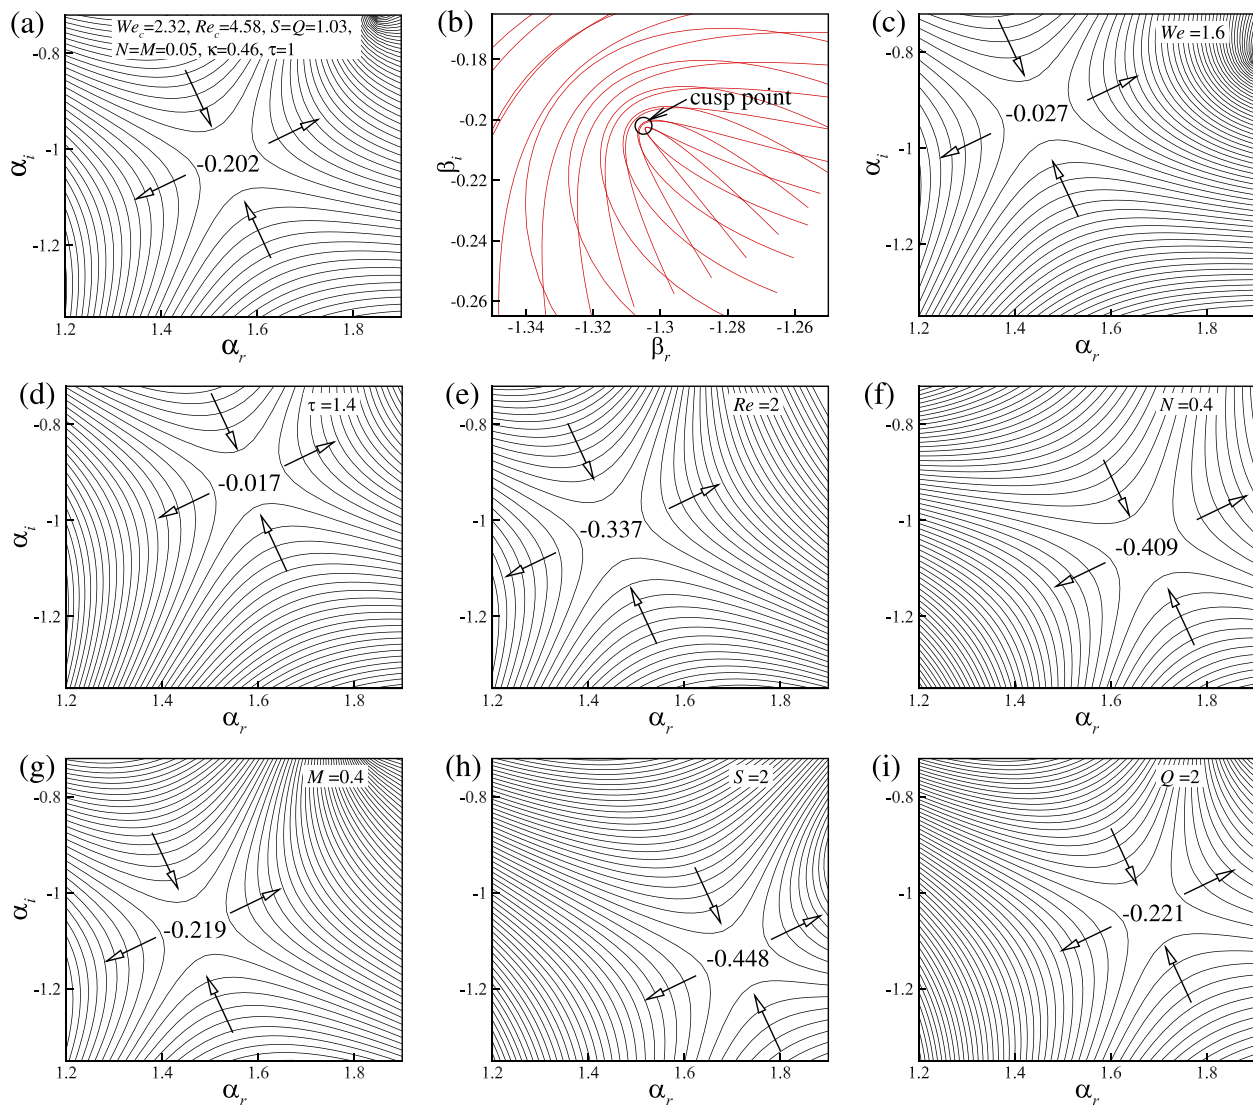 (a)
We_c=2.32, Re_c=4.58, S=Q=1.03,
N=M=0.05, κ=0.46, τ=1
-0.8
-1
-1.2
α_i
-0.202
1.2 1.4 1.6 1.8
α_r
(b)
-0.18
-0.2
-0.22
-0.24
-0.26
β_i
cusp point
-1.34 -1.32 -1.3 -1.28 -1.26
β_r
(c)
We=1.6
-0.8
-1
-1.2
α_i
-0.027
1.2 1.4 1.6 1.8
α_r
(d)
τ=1.4
-0.8
-1
-1.2
α_i
-0.017
1.2 1.4 1.6 1.8
α_r
(e)
Re=2
-0.8
-1
-1.2
-0.337
1.2 1.4 1.6 1.8
α_r
(f)
N=0.4
-0.8
-1
-1.2
-0.409
1.2 1.4 1.6 1.8
α_r
(g)
M=0.4
-0.8
-1
-1.2
α_i
-0.219
1.2 1.4 1.6 1.8
α_r
(h)
S=2
-0.8
-1
-1.2
-0.448
1.2 1.4 1.6 1.8
α_r
(i)
Q=2
-0.8
-1
-1.2
-0.221
1.2 1.4 1.6 1.8
α_r